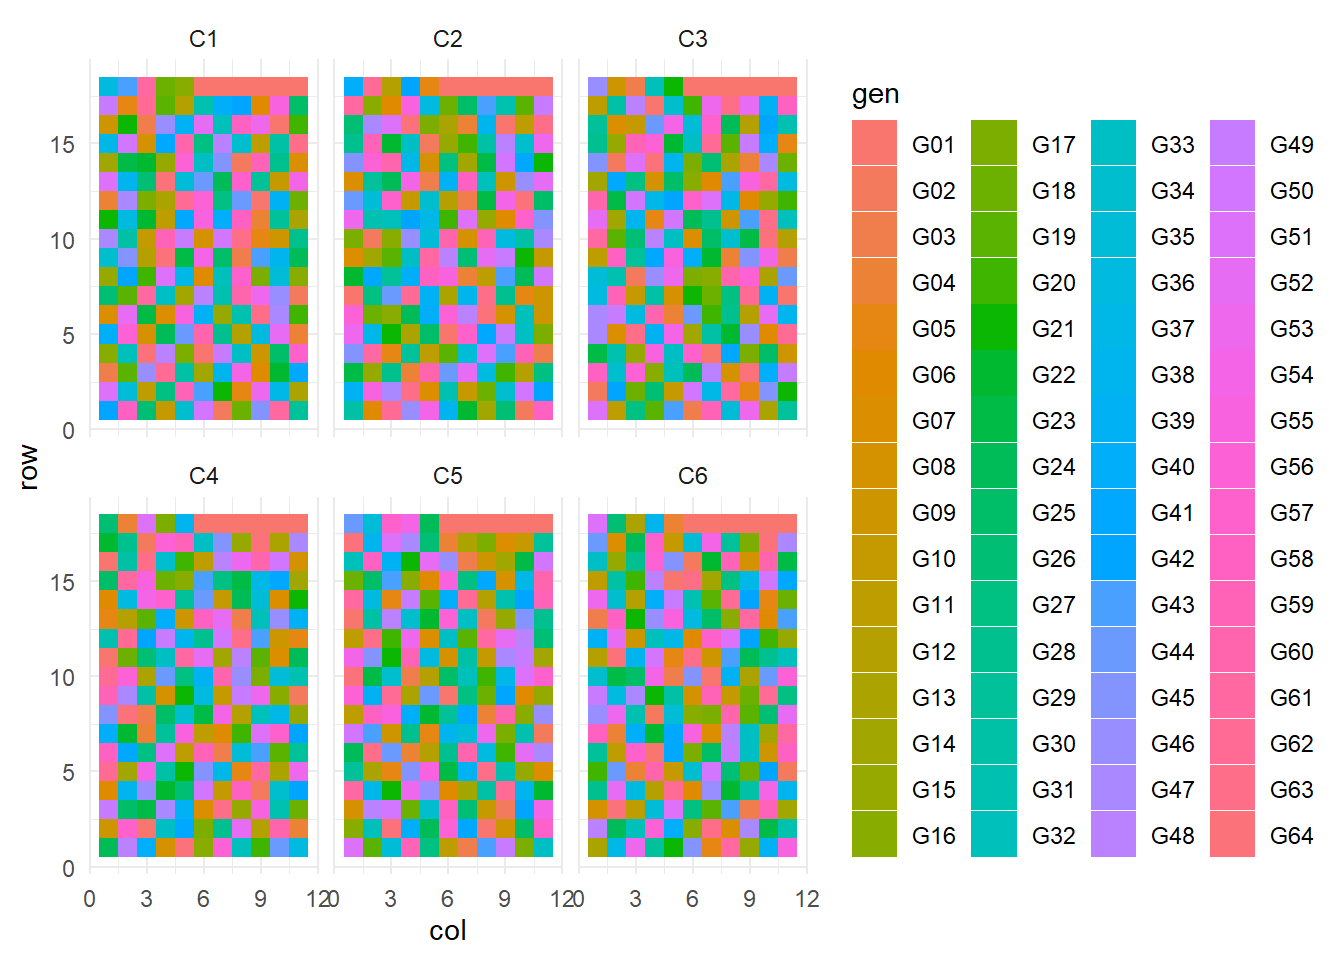 C1 C2 C3
15
10
5
0
row
C4 C5 C6
15
10
5
0
0 3 6 9 12 0 3 6 9 12 0 3 6 9 12
col
gen
G01 G17 G33 G49
G02 G18 G34 G50
G03 G19 G35 G51
G04 G20 G36 G52
G05 G21 G37 G53
G06 G22 G38 G54
G07 G23 G39 G55
G08 G24 G40 G56
G09 G25 G41 G57
G10 G26 G42 G58
G11 G27 G43 G59
G12 G28 G44 G60
G13 G29 G45 G61
G14 G30 G46 G62
G15 G31 G47 G63
G16 G32 G48 G64